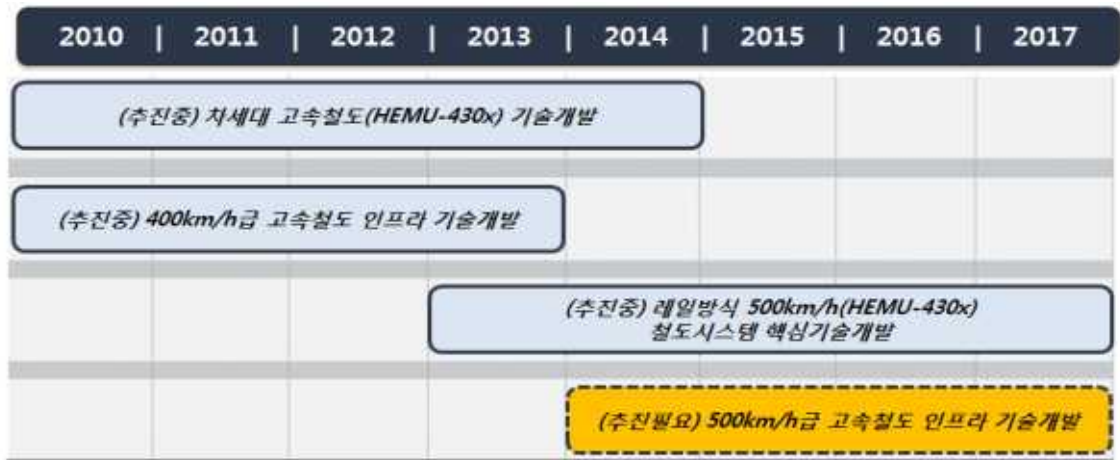 2010 | 2011 | 2012 | 2013 | 2014 | 2015 | 2016 | 2017
(추진중) 차세대 고속철도(HEMU-430x) 기술개발
(추진중) 400km/h급 고속철도 인프라 기술개발
(추진중) 레일방식 500km/h(HEMU-430x)
철도시스템 핵심기술개발
(추진필요) 500km/h급 고속철도 인프라 기술개발